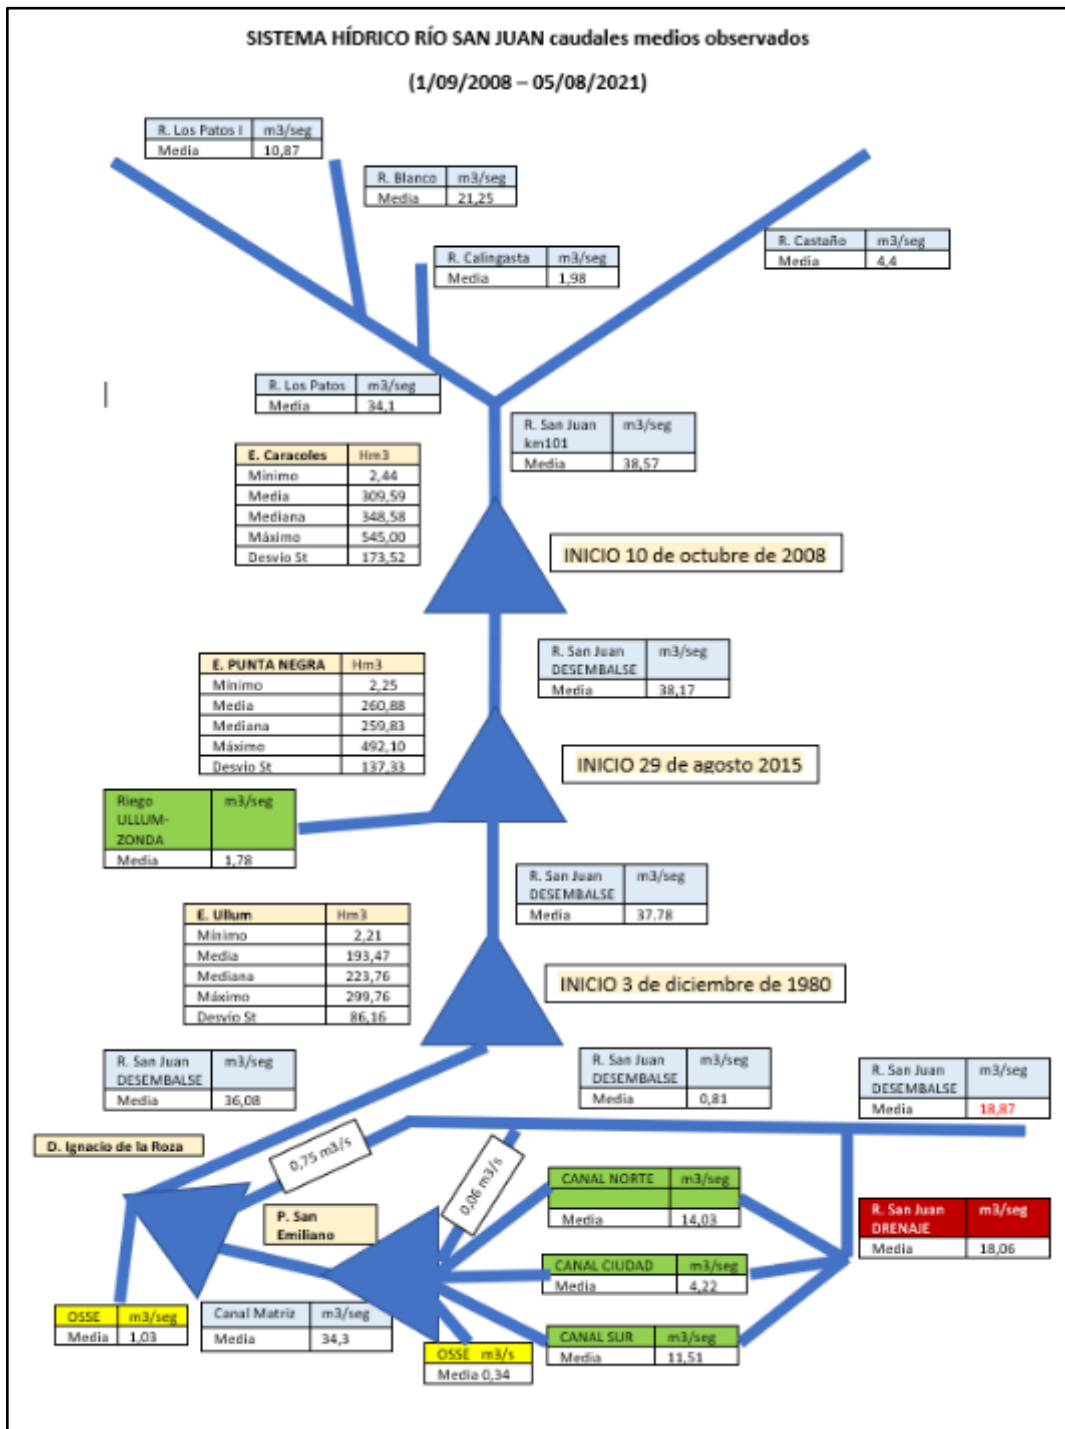 SISTEMA HÍDRICO RÍO SAN JUAN caudales medios observados
(1/09/2008 – 05/08/2021)
R. Los Patos I m3/seg
Media 10,87
R. Blanco m3/seg
Media 21,25
R. Castaño m3/seg
Media 4,4
R. Calingasta m3/seg
Media 1,98
R. Los Patos m3/seg
Media 34,1
R. San Juan m3/seg
km101
Media 38,57
E. Caracoles Hm3
Mínimo 2,44
Media 309,59
Mediana 348,58
Máximo 545,00
Desvío St 173,52
INICIO 10 de octubre de 2008
R. San Juan m3/seg
DESEMBALSE
Media 38,17
E. PUNTA NEGRA Hm3
Mínimo 2,25
Media 260,88
Mediana 259,83
Máximo 492,10
Desvío St 137,33
INICIO 29 de agosto 2015
Riego m3/seg
ULLUM-
ZONDA
Media 1,78
R. San Juan m3/seg
DESEMBALSE
Media 37.78
E. Ullum Hm3
Mínimo 2,21
Media 193,47
Mediana 223,76
Máximo 299,76
Desvío St 86,16
INICIO 3 de diciembre de 1980
R. San Juan m3/seg
DESEMBALSE
Media 36,08
R. San Juan m3/seg
DESEMBALSE
Media 0,81
R. San Juan m3/seg
DESEMBALSE
Media 18,87
D. Ignacio de la Roza
0,75 m3/s
0,06 m3/s
P. San
Emiliano
CANAL NORTE m3/seg
Media 14,03
R. San Juan m3/seg
DRENAJE
Media 18,06
CANAL CIUDAD m3/seg
Media 4,22
OSSE m3/seg
Media 1,03
Canal Matriz m3/seg
Media 34,3
OSSE m3/s
Media 0,34
CANAL SUR m3/seg
Media 11,51